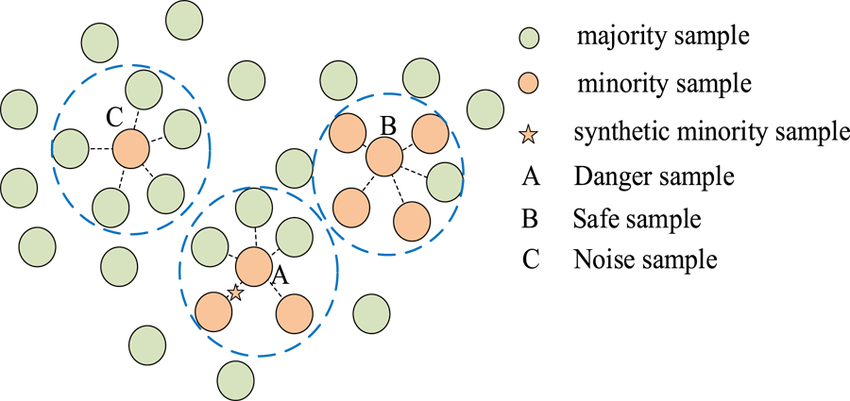 majority sample
minority sample
synthetic minority sample
A Danger sample
B Safe sample
C Noise sample
C
B
A